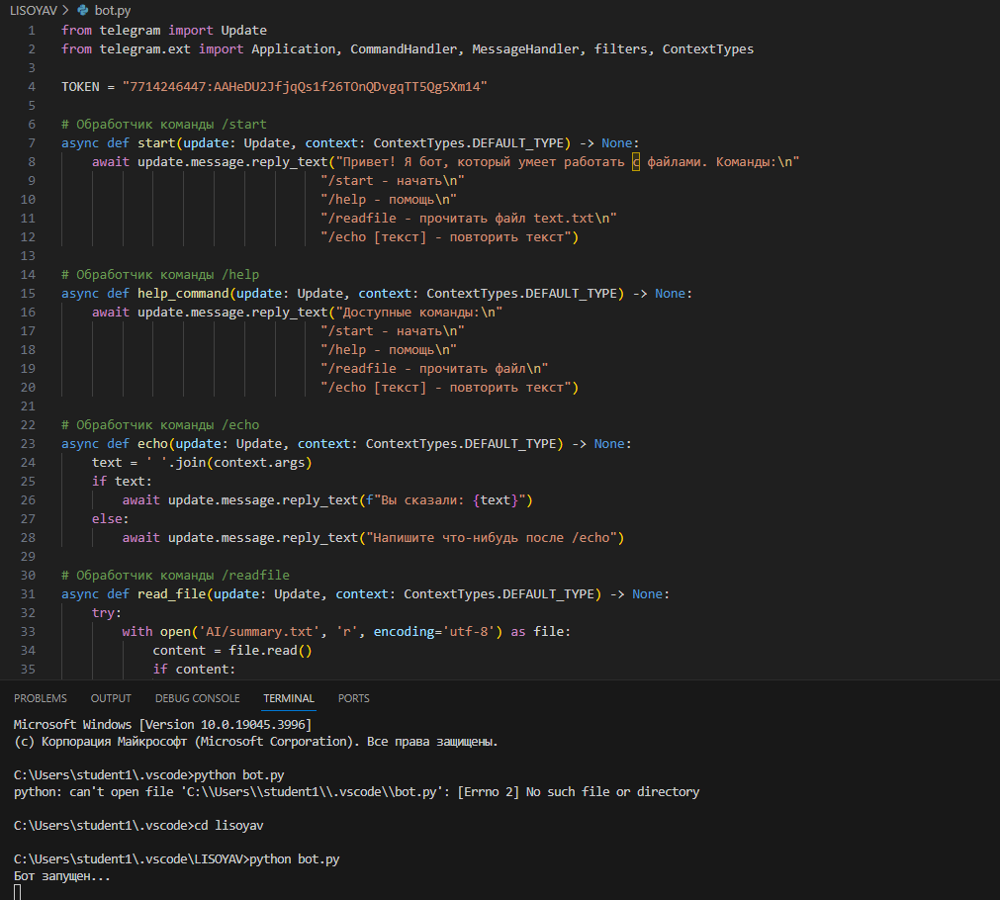 LISOYAV > bot.py
1 from telegram import Update
2 from telegram.ext import Application, CommandHandler, MessageHandler, filters, ContextTypes
3
4 TOKEN = "7714246447:AAHeDU2JfjqQs1f26TOnQDvgqTT5Qg5Xm14"
5
6 # Обработчик команды /start
7 async def start(update: Update, context: ContextTypes.DEFAULT_TYPE) -> None:
8     await update.message.reply_text("Привет! Я бот, который умеет работать с файлами. Команды:\n"
9                                   "/start - начать\n"
10                                   "/help - помощь\n"
11                                   "/readfile - прочитать файл text.txt\n"
12                                   "/echo [текст] - повторить текст")
13
14 # Обработчик команды /help
15 async def help_command(update: Update, context: ContextTypes.DEFAULT_TYPE) -> None:
16     await update.message.reply_text("Доступные команды:\n"
17                                   "/start - начать\n"
18                                   "/help - помощь\n"
19                                   "/readfile - прочитать файл\n"
20                                   "/echo [текст] - повторить текст")
21
22 # Обработчик команды /echo
23 async def echo(update: Update, context: ContextTypes.DEFAULT_TYPE) -> None:
24     text = ' '.join(context.args)
25     if text:
26         await update.message.reply_text(f"Вы сказали: {text}")
27     else:
28         await update.message.reply_text("Напишите что-нибудь после /echo")
29
30 # Обработчик команды /readfile
31 async def read_file(update: Update, context: ContextTypes.DEFAULT_TYPE) -> None:
32     try:
33         with open('AI/summary.txt', 'r', encoding='utf-8') as file:
34             content = file.read()
35             if content:
PROBLEMS OUTPUT DEBUG CONSOLE TERMINAL PORTS
Microsoft Windows [Version 10.0.19045.3996]
(c) Корпорация Майкрософт (Microsoft Corporation). Все права защищены.
C:\Users\student1\.vscode>python bot.py
python: can't open file 'C:\\Users\\student1\\.vscode\\bot.py': [Errno 2] No such file or directory
C:\Users\student1\.vscode>cd lisoyav
C:\Users\student1\.vscode\LISOYAV>python bot.py
Бот запущен...